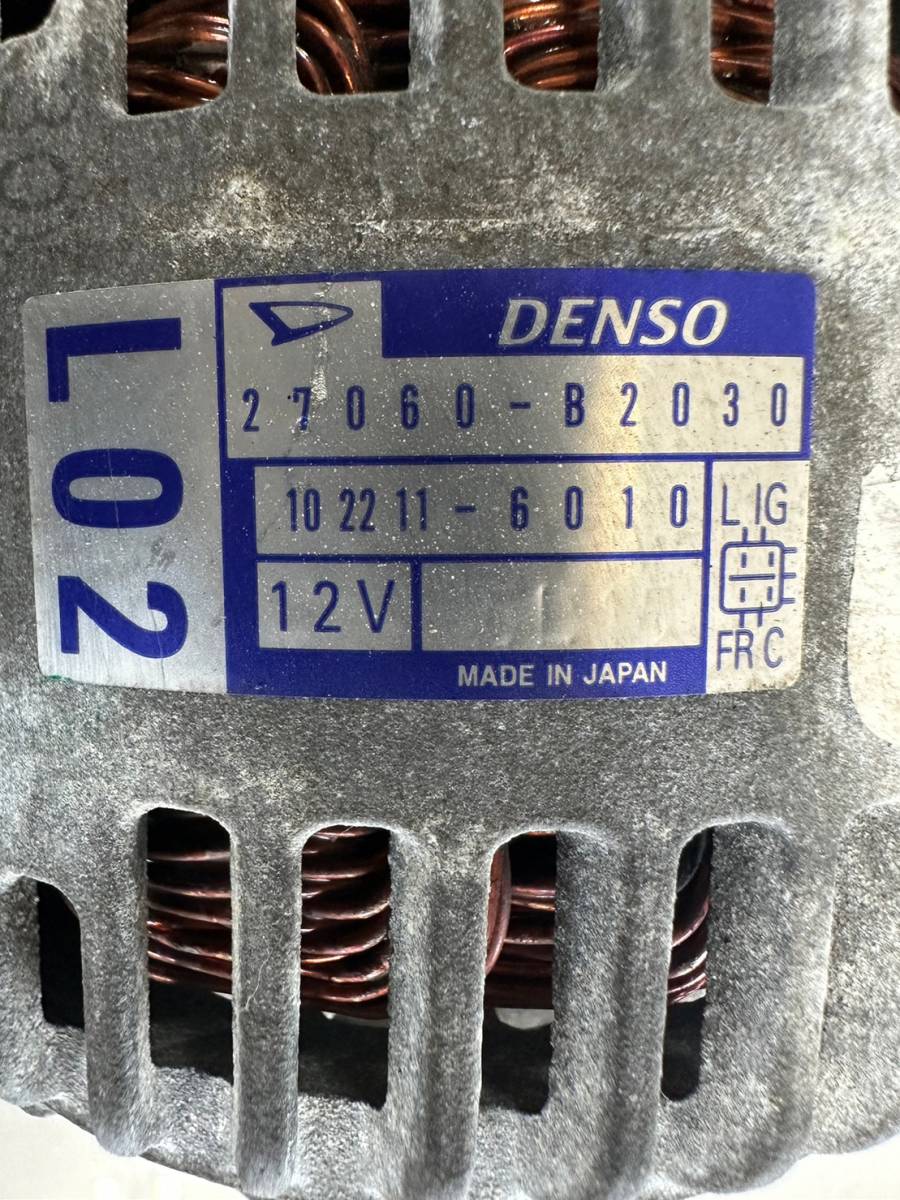 L02
DENSO
27060-B2030
102211-6010
L IG
12V
E
FR C
MADE IN JAPAN